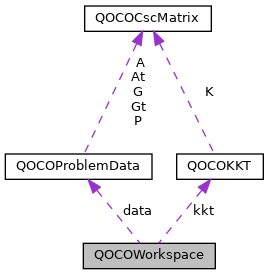 QOCOCscMatrix
A
At
G
Gt
P
K
QOCOProblemData
QOCOKKT
data
kkt
QOCOWorkspace